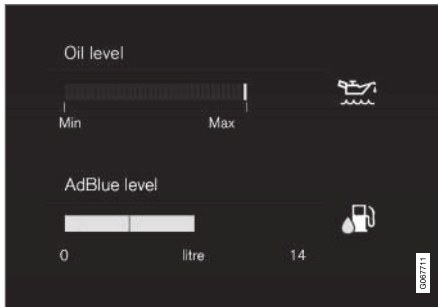 Oil level
Min Max
AdBlue level
0 litre 14
G067711